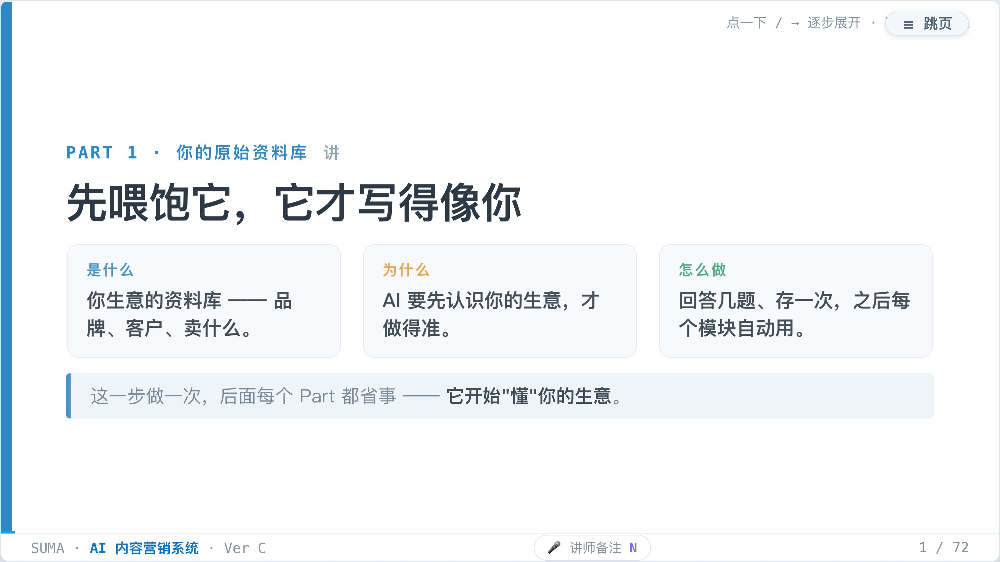 点一下 / → 逐步展开 ·
≡ 跳页
PART 1 · 你的原始资料库 讲
先喂饱它，它才写得像你
是什么
你生意的资料库 —— 品
牌、客户、卖什么。
为什么
AI 要先认识你的生意，才
做得准。
怎么做
回答几题、存一次，之后每
个模块自动用。
这一步做一次，后面每个 Part 都省事 —— 它开始"懂"你的生意。
SUMA · AI 内容营销系统 · Ver C
🎤 讲师备注 N
1 / 72